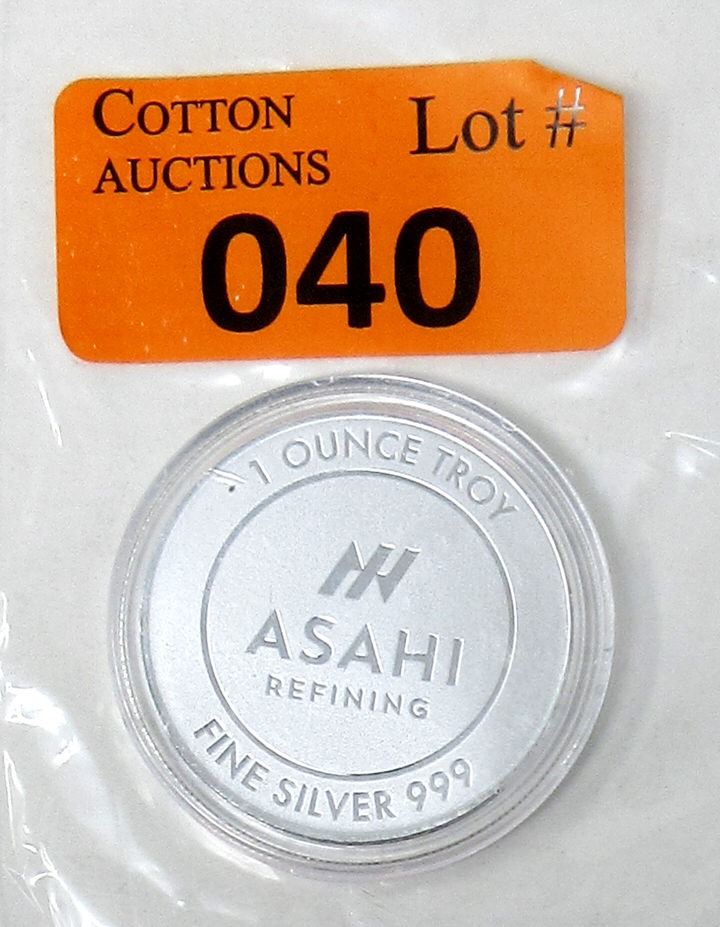 COTTON
AUCTIONS
Lot #
040
1 OUNCE TROY
ASAHI
REFINING
FINE SILVER 999